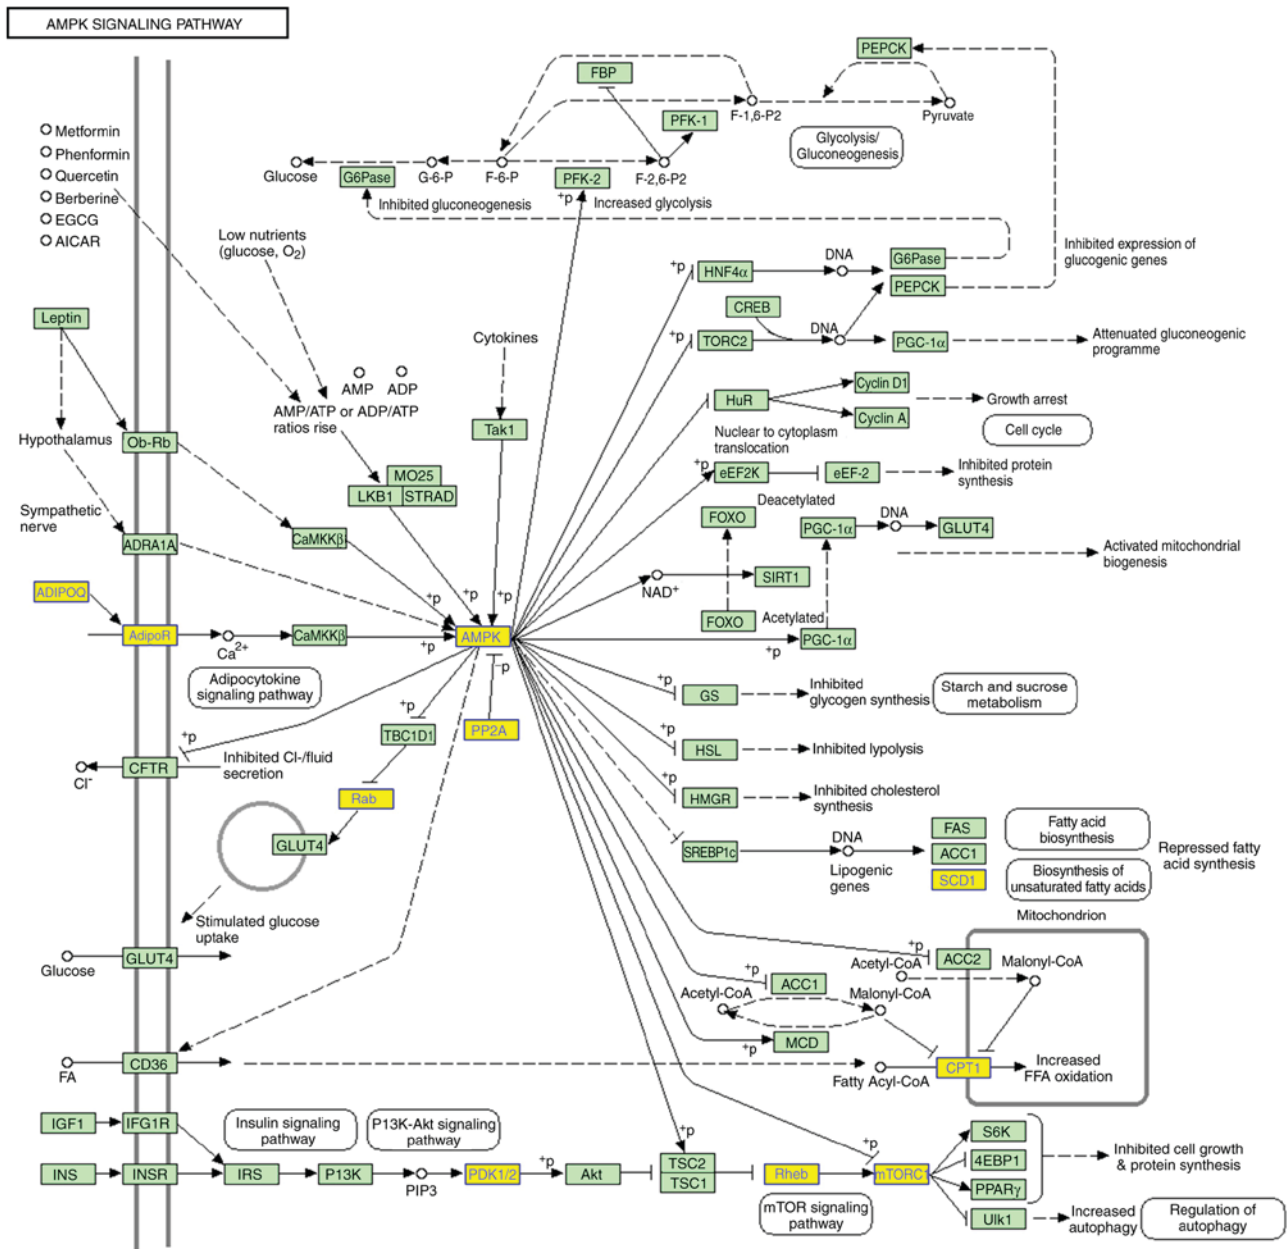 AMPK SIGNALING PATHWAY
PEPCK
FBP
F-1,6-P2
Pyruvate
PFK-1
Glycolysis/
Gluconeogenesis
Metformin
Phenformin
Quercetin
Berberine
EGCG
AICAR
Glucose
G6Pase
G-6-P
F-6-P
PFK-2
F-2,6-P2
+p
Inhibited gluconeogenesis
Increased glycolysis
Low nutrients
(glucose, O2)
Inhibited expression of
glucogenic genes
+p
HNF4α
DNA
G6Pase
PEPCK
CREB
+p
TORC2
DNA
PGC-1α
Attenuated gluconeogenic
programme
Leptin
Cytokines
AMP
ADP
AMP/ATP or ADP/ATP
ratios rise
HuR
Cyclin D1
Cyclin A
Growth arrest
Cell cycle
Nuclear to cytoplasm
translocation
Tak1
Hypothalamus
Ob-Rb
MO25
LKB1
STRAD
+p
eEF2K
eEF-2
Inhibited protein
synthesis
Sympathetic
nerve
ADRA1A
CaMKKβ
Deacetylated
FOXO
PGC-1α
DNA
GLUT4
Activated mitchondrial
biogenesis
NAD+
SIRT1
FOXO
Acetylated
PGC-1α
+p
ADIPOQ
AdipoR
Ca2+
CaMKKβ
+p
+p
+p
+p
AMPK
-p
Adipocytokine
signaling pathway
+p
GS
Inhibited
glycogen synthesis
Starch and sucrose
metabolism
+p
TBC1D1
PP2A
+p
HSL
Inhibited lypolysis
+p
CFTR
Cl-
Inhibited Cl-/fluid
secretion
Rab
+p
HMGR
Inhibited cholesterol
synthesis
GLUT4
SREBP1c
DNA
Lipogenic
genes
FAS
ACC1
SCD1
Fatty acid
biosynthesis
Biosynthesis of
unsaturated fatty acids
Repressed fatty
acid synthesis
Stimulated glucose
uptake
Glucose
GLUT4
Mitochondrion
+p
ACC2
Acetyl-CoA
Malonyl-CoA
+p
ACC1
Acetyl-CoA
Malonyl-CoA
MCD
+p
FA
CD36
Fatty Acyl-CoA
CPT1
Increased
FFA oxidation
IGF1
IFG1R
Insulin signaling
pathway
P13K-Akt signaling
pathway
INS
INSR
IRS
P13K
PIP3
PDK1/2
+p
Akt
+p
TSC2
TSC1
Rheb
+p
mTORC1
mTOR signaling
pathway
S6K
4EBP1
PPARγ
Ulk1
Inhibited cell growth
& protein synthesis
Increased
autophagy
Regulation of
autophagy